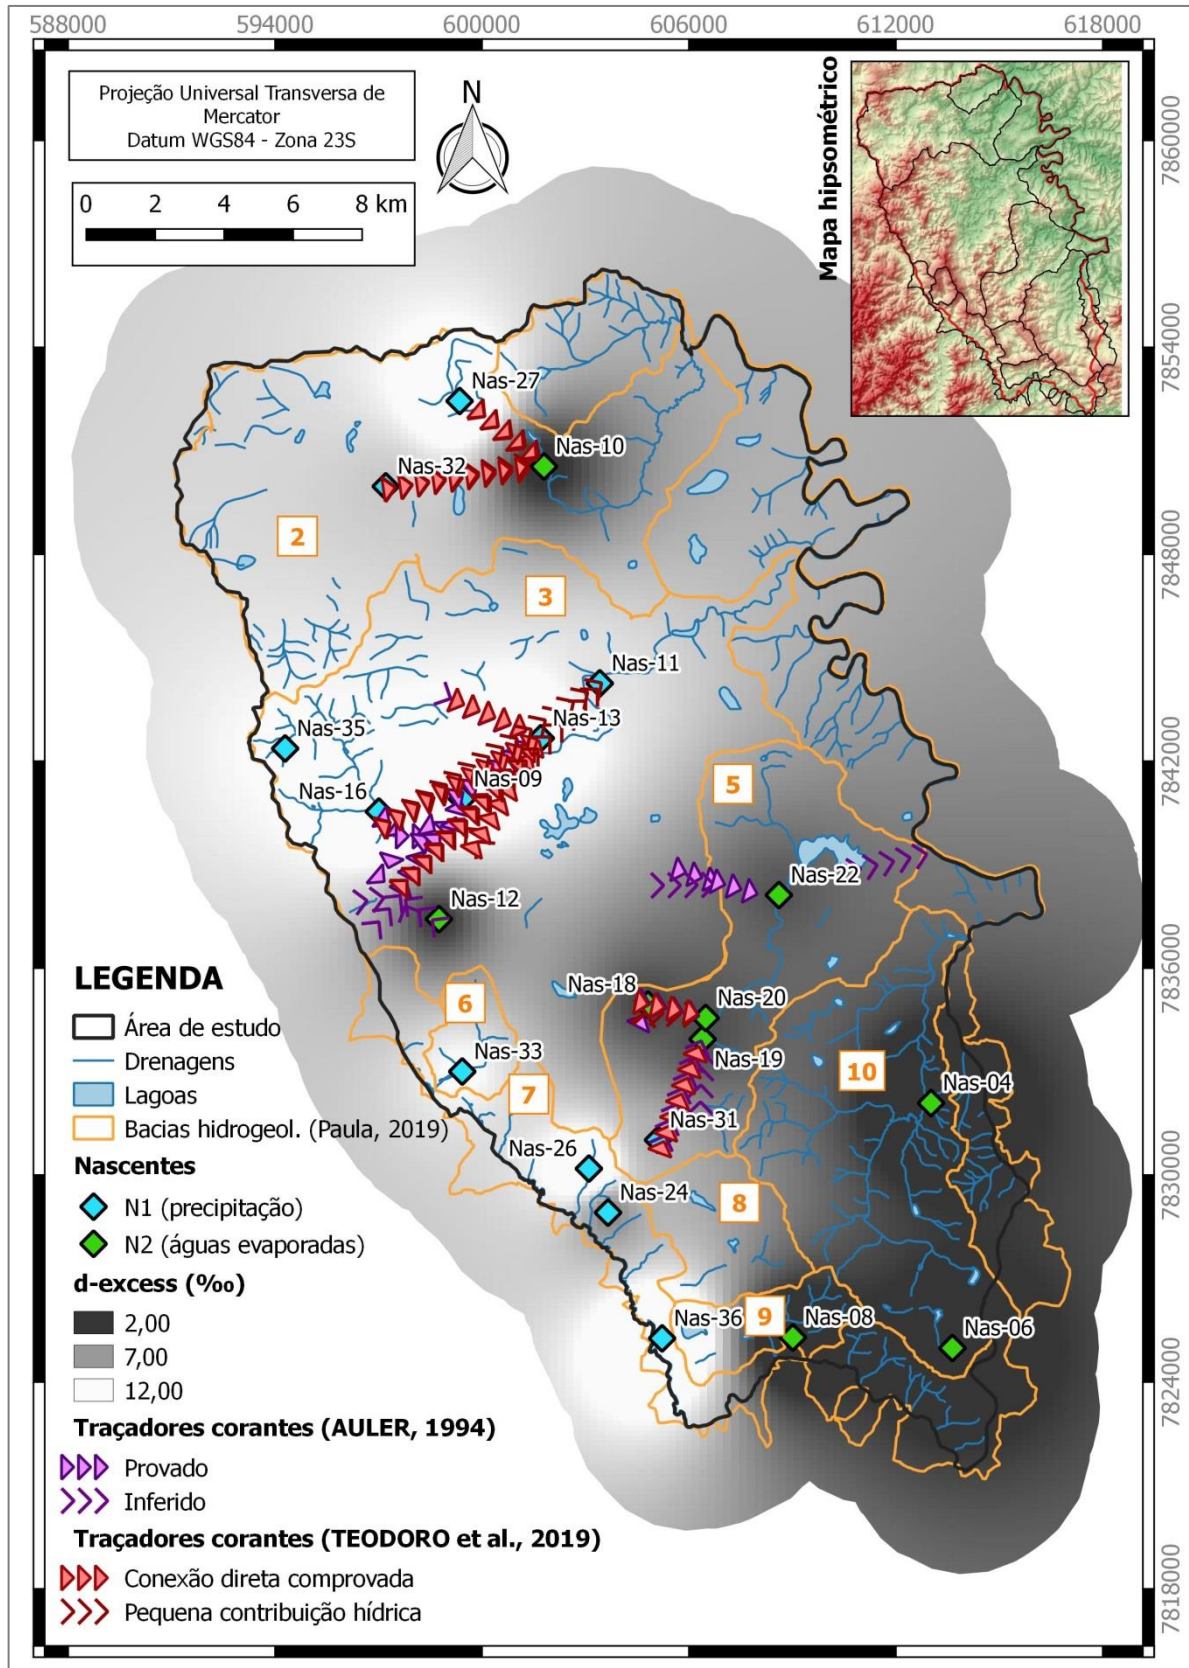 588000
594000
600000
606000
612000
618000
Projeção Universal Transversa de
Mercator
Datum WGS84 - Zona 23S
N
Mapa hipsométrico
0
2
4
6
8 km
7860000
7854000
7848000
7842000
7836000
7830000
7824000
7818000
Nas-27
Nas-10
Nas-32
2
3
Nas-11
Nas-13
Nas-35
Nas-09
Nas-16
5
Nas-22
Nas-12
Nas-18
Nas-20
6
Nas-33
Nas-19
10
Nas-04
7
Nas-31
Nas-26
Nas-24
8
Nas-36
9
Nas-08
Nas-06
LEGENDA
Área de estudo
Drenagens
Lagoas
Bacias hidrogeol. (Paula, 2019)
Nascentes
N1 (precipitação)
N2 (águas evaporadas)
d-excess (‰)
2,00
7,00
12,00
Traçadores corantes (AULER, 1994)
Provado
Inferido
Traçadores corantes (TEODORO et al., 2019)
Conexão direta comprovada
Pequena contribuição hídrica